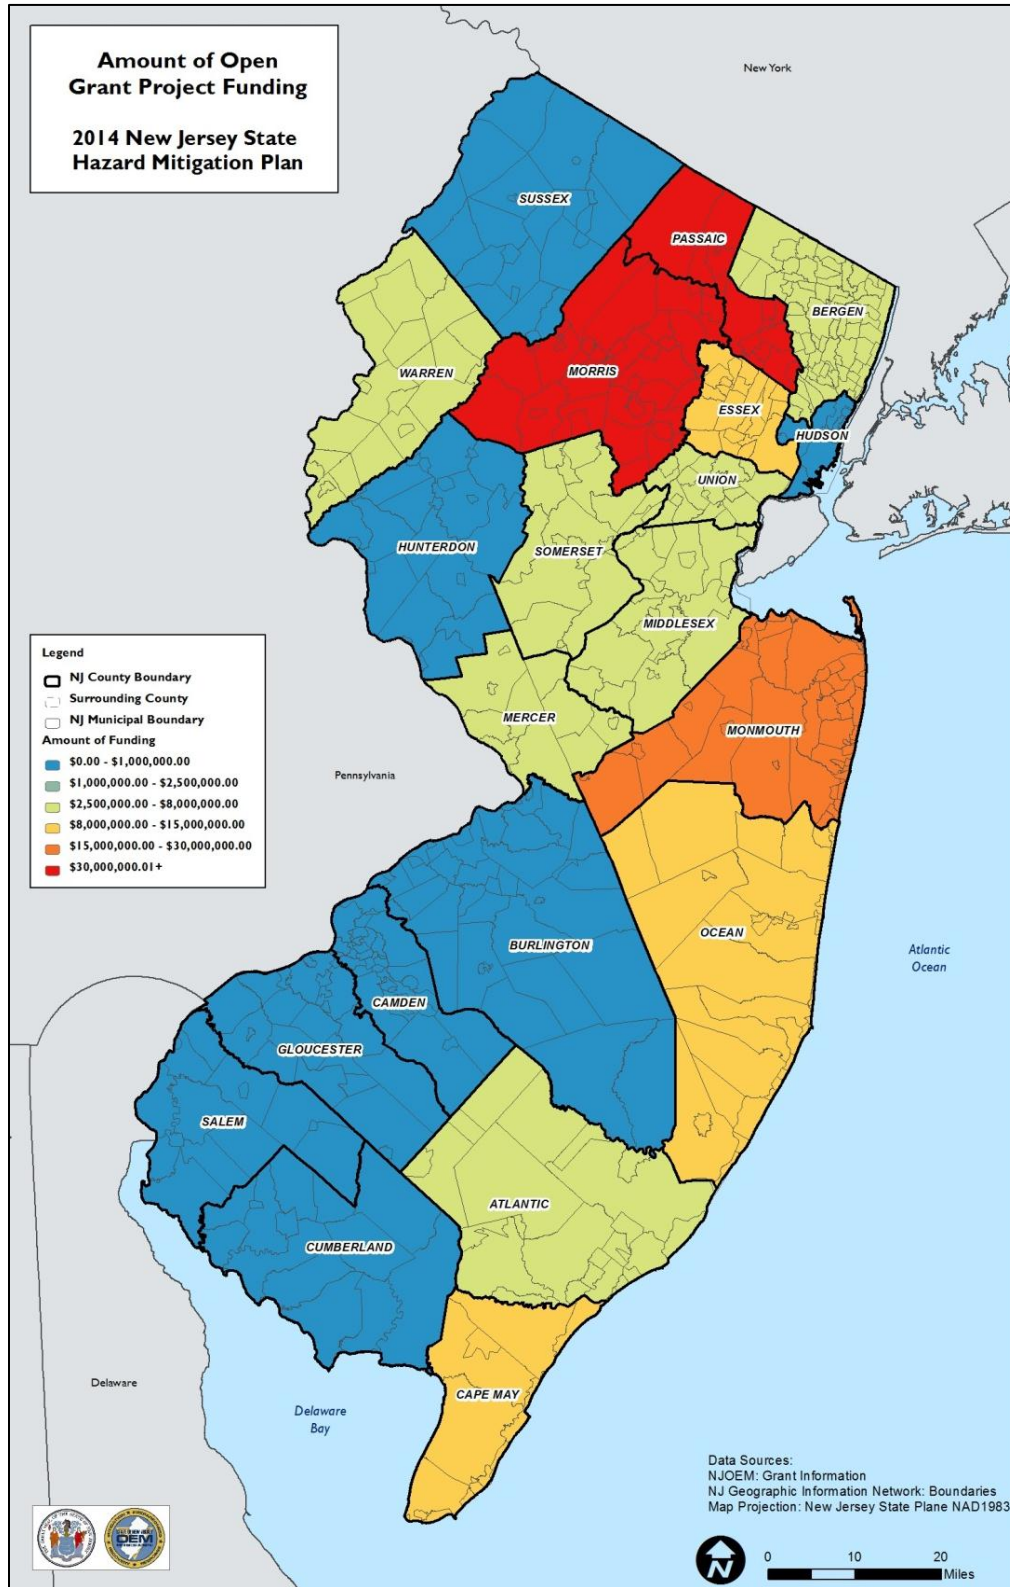 Amount of Open
Grant Project Funding
2014 New Jersey State
Hazard Mitigation Plan
New York
SUSSEX
PASSAIC
BERGEN
WARREN
MORRIS
ESSEX
HUDSON
UNION
HUNTERDON
SOMERSET
MIDDLESEX
MERCER
MONMOUTH
Pennsylvania
Legend
NJ County Boundary
Surrounding County
NJ Municipal Boundary
Amount of Funding
$0.00 - $1,000,000.00
$1,000,000.00 - $2,500,000.00
$2,500,000.00 - $8,000,000.00
$8,000,000.00 - $15,000,000.00
$15,000,000.00 - $30,000,000.00
$30,000,000.01+
OCEAN
BURLINGTON
Atlantic
Ocean
CAMDEN
GLOUCESTER
SALEM
ATLANTIC
CUMBERLAND
CAPE MAY
Delaware
Delaware
Bay
Data Sources:
NJOEM: Grant Information
NJ Geographic Information Network: Boundaries
Map Projection: New Jersey State Plane NAD1983
OEM
N
0 10 20
Miles